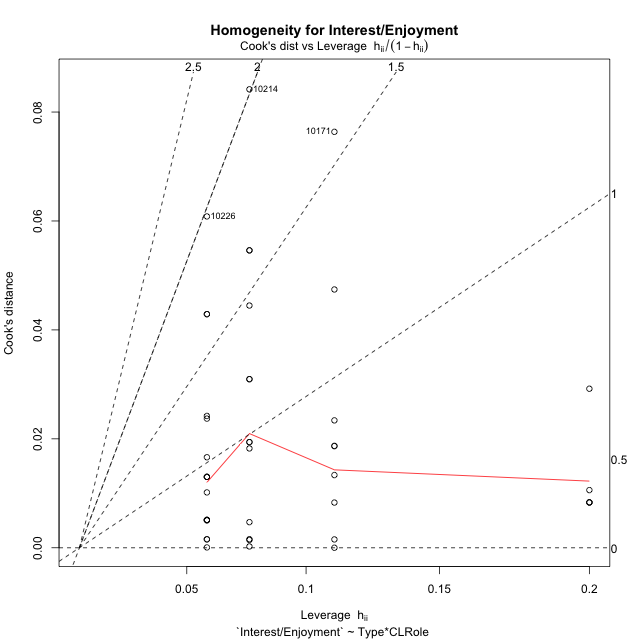 Homogeneity for Interest/Enjoyment
Cook's dist vs Leverage hii/(1 − hii)
2.5 2 1.5
10214
0.08
10171
1
0.06
10226
Cook's distance
0.04
0.02
0.5
0.00
0
0.05 0.1 0.15 0.2
Leverage hii
`Interest/Enjoyment` ~ Type*CLRole